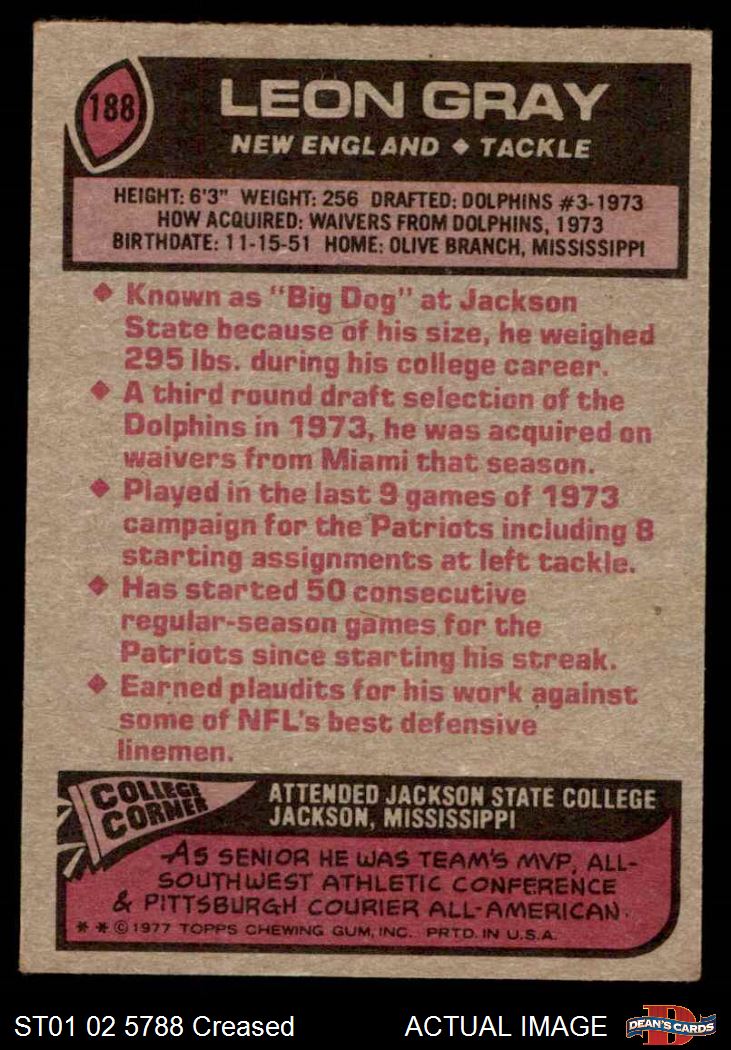 188
LEON GRAY
NEW ENGLAND ◆ TACKLE
HEIGHT: 6'3" WEIGHT: 256 DRAFTED: DOLPHINS #3-1973
HOW ACQUIRED: WAIVERS FROM DOLPHINS, 1973
BIRTHDATE: 11-15-51 HOME: OLIVE BRANCH, MISSISSIPPI
◆ Known as "Big Dog" at Jackson
State because of his size, he weighed
295 lbs. during his college career.
◆ A third round draft selection of the
Dolphins in 1973, he was acquired on
waivers from Miami that season.
◆ Played in the last 9 games of 1973
campaign for the Patriots including 8
starting assignments at left tackle.
◆ Has started 50 consecutive
regular-season games for the
Patriots since starting his streak.
◆ Earned plaudits for his work against
some of NFL's best defensive
linemen.
COLLEGE
CORNER
ATTENDED JACKSON STATE COLLEGE
JACKSON, MISSISSIPPI
AS SENIOR HE WAS TEAM'S MVP, ALL-
SOUTHWEST ATHLETIC CONFERENCE
& PITTSBURGH COURIER ALL-AMERICAN.
* * © 1977 TOPPS CHEWING GUM, INC. PRTD. IN U.S.A.
ST01 02 5788 Creased ACTUAL IMAGE
D
DEAN'S CARDS